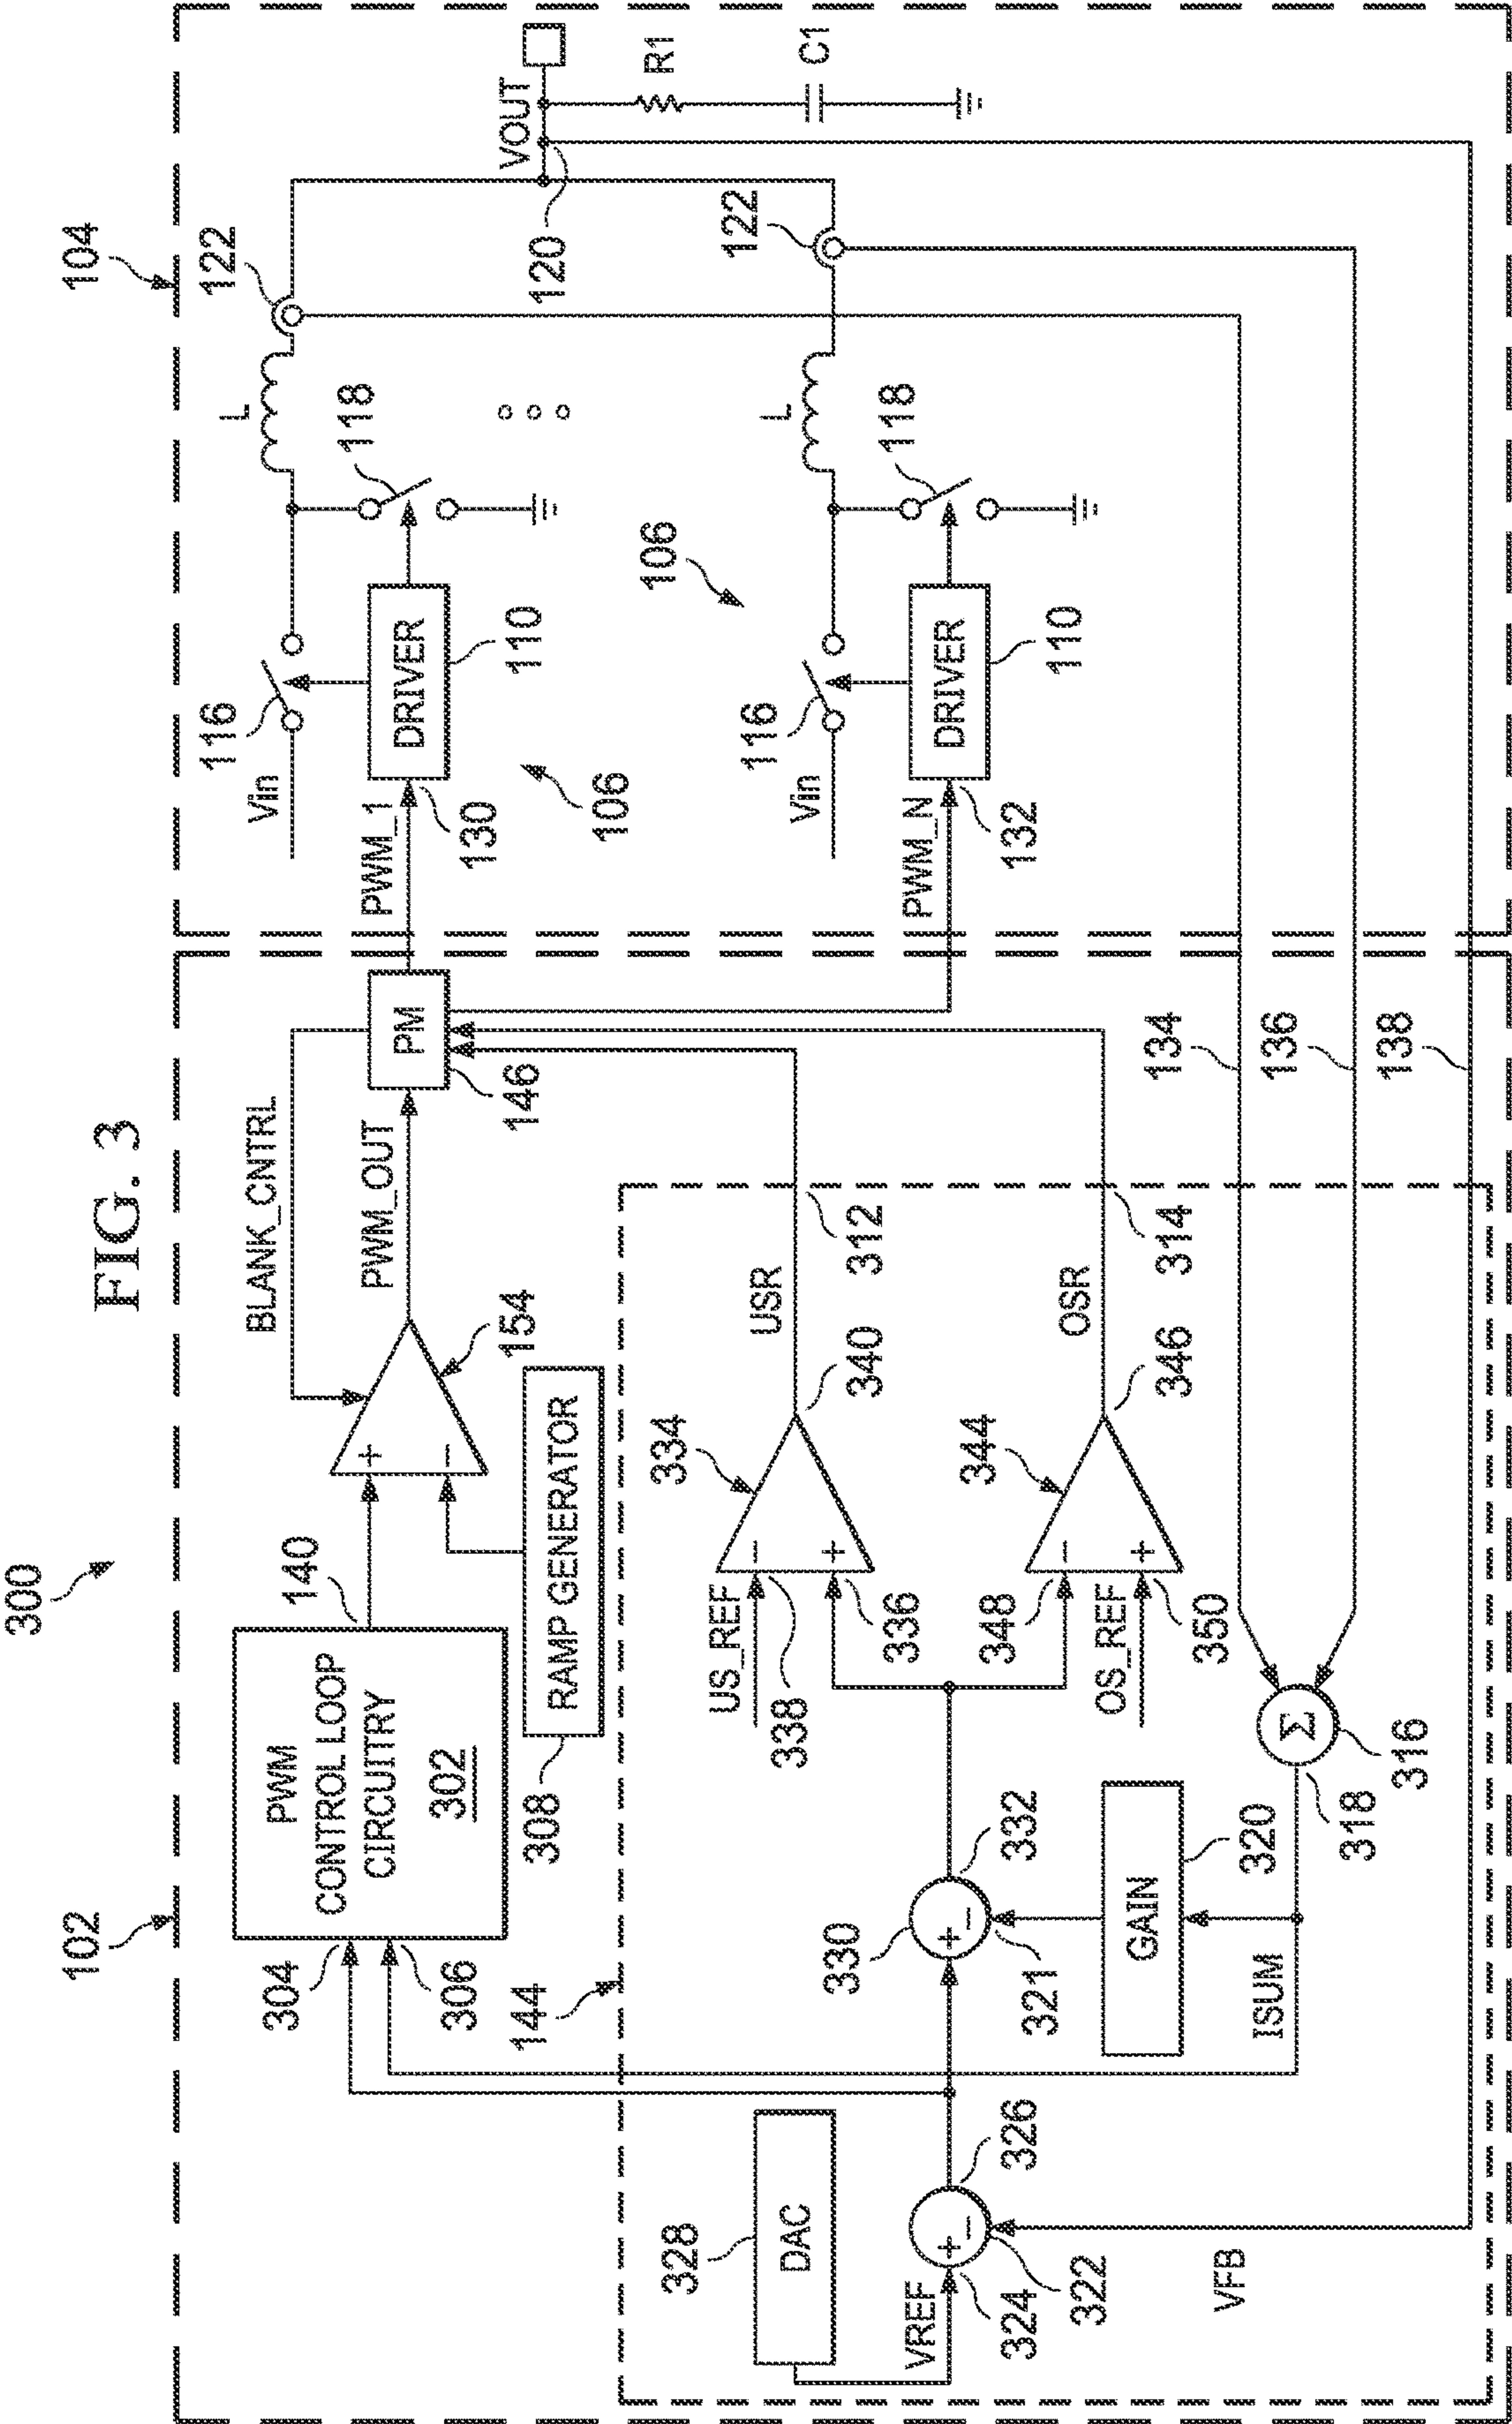 FIG. 3
300
102
104
PWM
CONTROL LOOP
CIRCUITRY
302
304
306
140
BLANK_CNTRL
PWM_OUT
154
PM
146
RAMP GENERATOR
308
144
PWM_1
130
Vin
116
DRIVER
110
106
L
118
122
VOUT
120
R1
C1
PWM_N
132
Vin
116
DRIVER
110
106
L
118
122
DAC
328
VREF
324
322
326
VFB
330
332
321
GAIN
320
ISUM
318
Σ
316
US_REF
338
336
334
340
USR
312
348
OS_REF
350
344
346
OSR
314
134
136
138
+
−
−
+
−
+
+
−
+
−